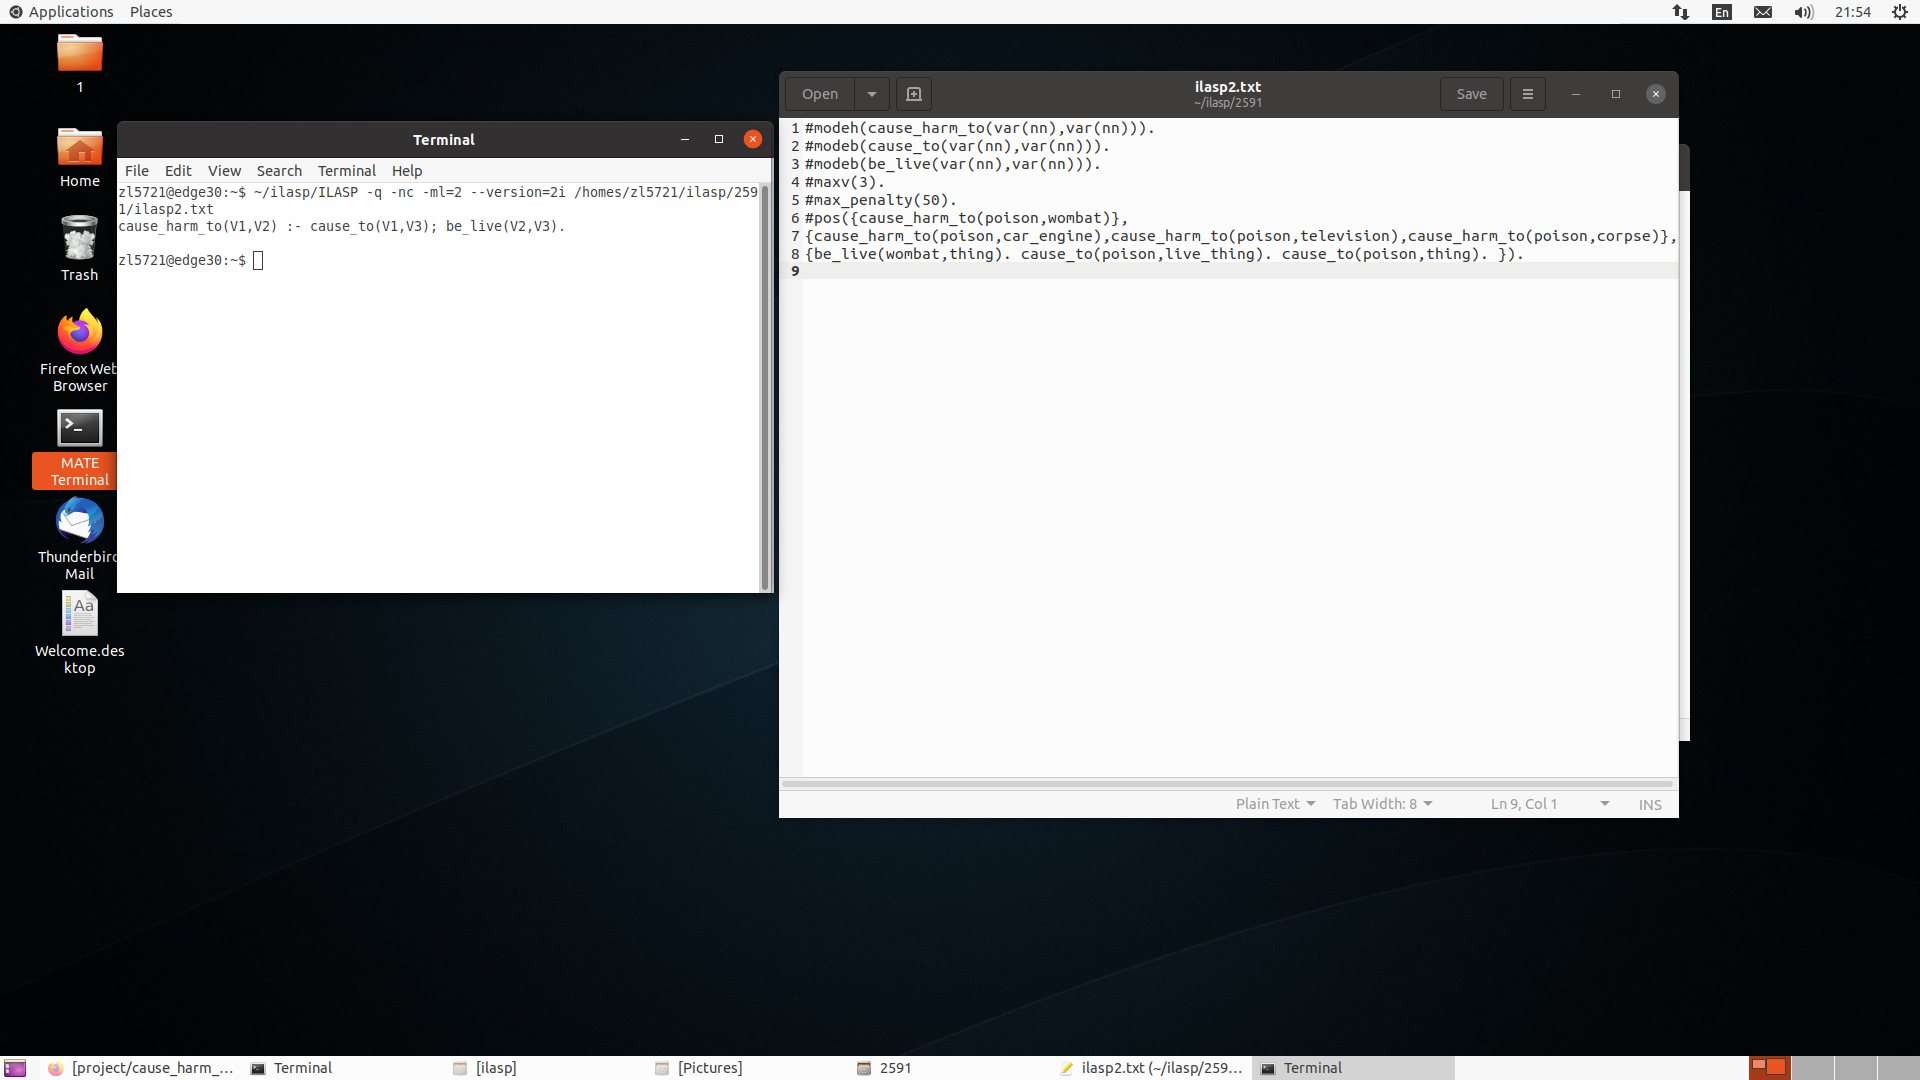 Applications Places
En 21:54
1
Home
Trash
Firefox Web
Browser
MATE
Terminal
Thunderbird
Mail
Welcome.des
ktop
Terminal
File Edit View Search Terminal Help
zl5721@edge30:~$ ~/ilasp/ILASP -q -nc -ml=2 --version=2i /homes/zl5721/ilasp/259
1/ilasp2.txt
cause_harm_to(V1,V2) :- cause_to(V1,V3); be_live(V2,V3).
zl5721@edge30:~$
Open
ilasp2.txt
~/ilasp/2591
Save
1 #modeh(cause_harm_to(var(nn),var(nn))).
2 #modeb(cause_to(var(nn),var(nn))).
3 #modeb(be_live(var(nn),var(nn))).
4 #maxv(3).
5 #max_penalty(50).
6 #pos({cause_harm_to(poison,wombat)},
7 {cause_harm_to(poison,car_engine),cause_harm_to(poison,television),cause_harm_to(poison,corpse)},
8 {be_live(wombat,thing). cause_to(poison,live_thing). cause_to(poison,thing). }).
9
Plain Text Tab Width: 8 Ln 9, Col 1 INS
[project/cause_harm_... Terminal [ilasp] [Pictures] 2591 ilasp2.txt (~/ilasp/259... Terminal